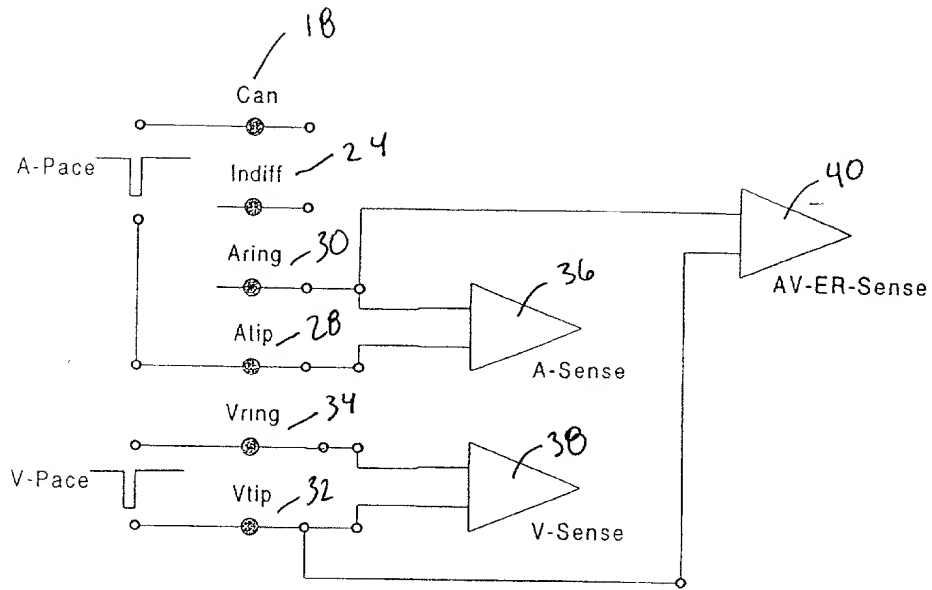 18
Can
A-Pace
Indiff
24
40
Aring
30
AV-ER-Sense
36
Atip
28
A-Sense
Vring
34
38
V-Pace
Vtip
32
V-Sense